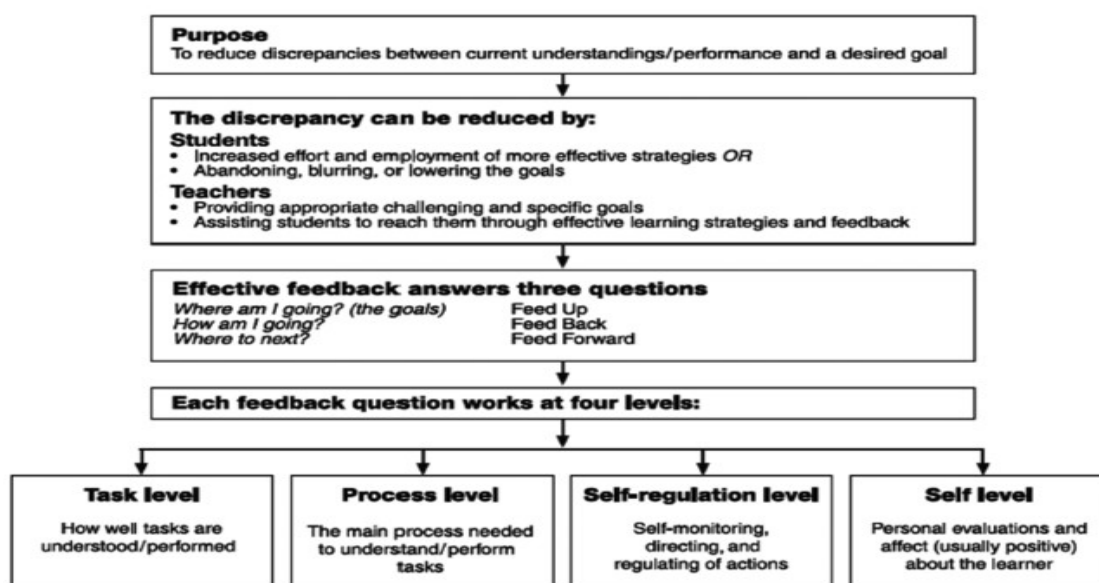 Purpose
To reduce discrepancies between current understandings/performance and a desired goal
The discrepancy can be reduced by:
Students
• Increased effort and employment of more effective strategies OR
• Abandoning, blurring, or lowering the goals
Teachers
• Providing appropriate challenging and specific goals
• Assisting students to reach them through effective learning strategies and feedback
Effective feedback answers three questions
Where am I going? (the goals) Feed Up
How am I going? Feed Back
Where to next? Feed Forward
Each feedback question works at four levels:
Task level
How well tasks are
understood/performed
Process level
The main process needed
to understand/perform
tasks
Self-regulation level
Self-monitoring,
directing, and
regulating of actions
Self level
Personal evaluations and
affect (usually positive)
about the learner